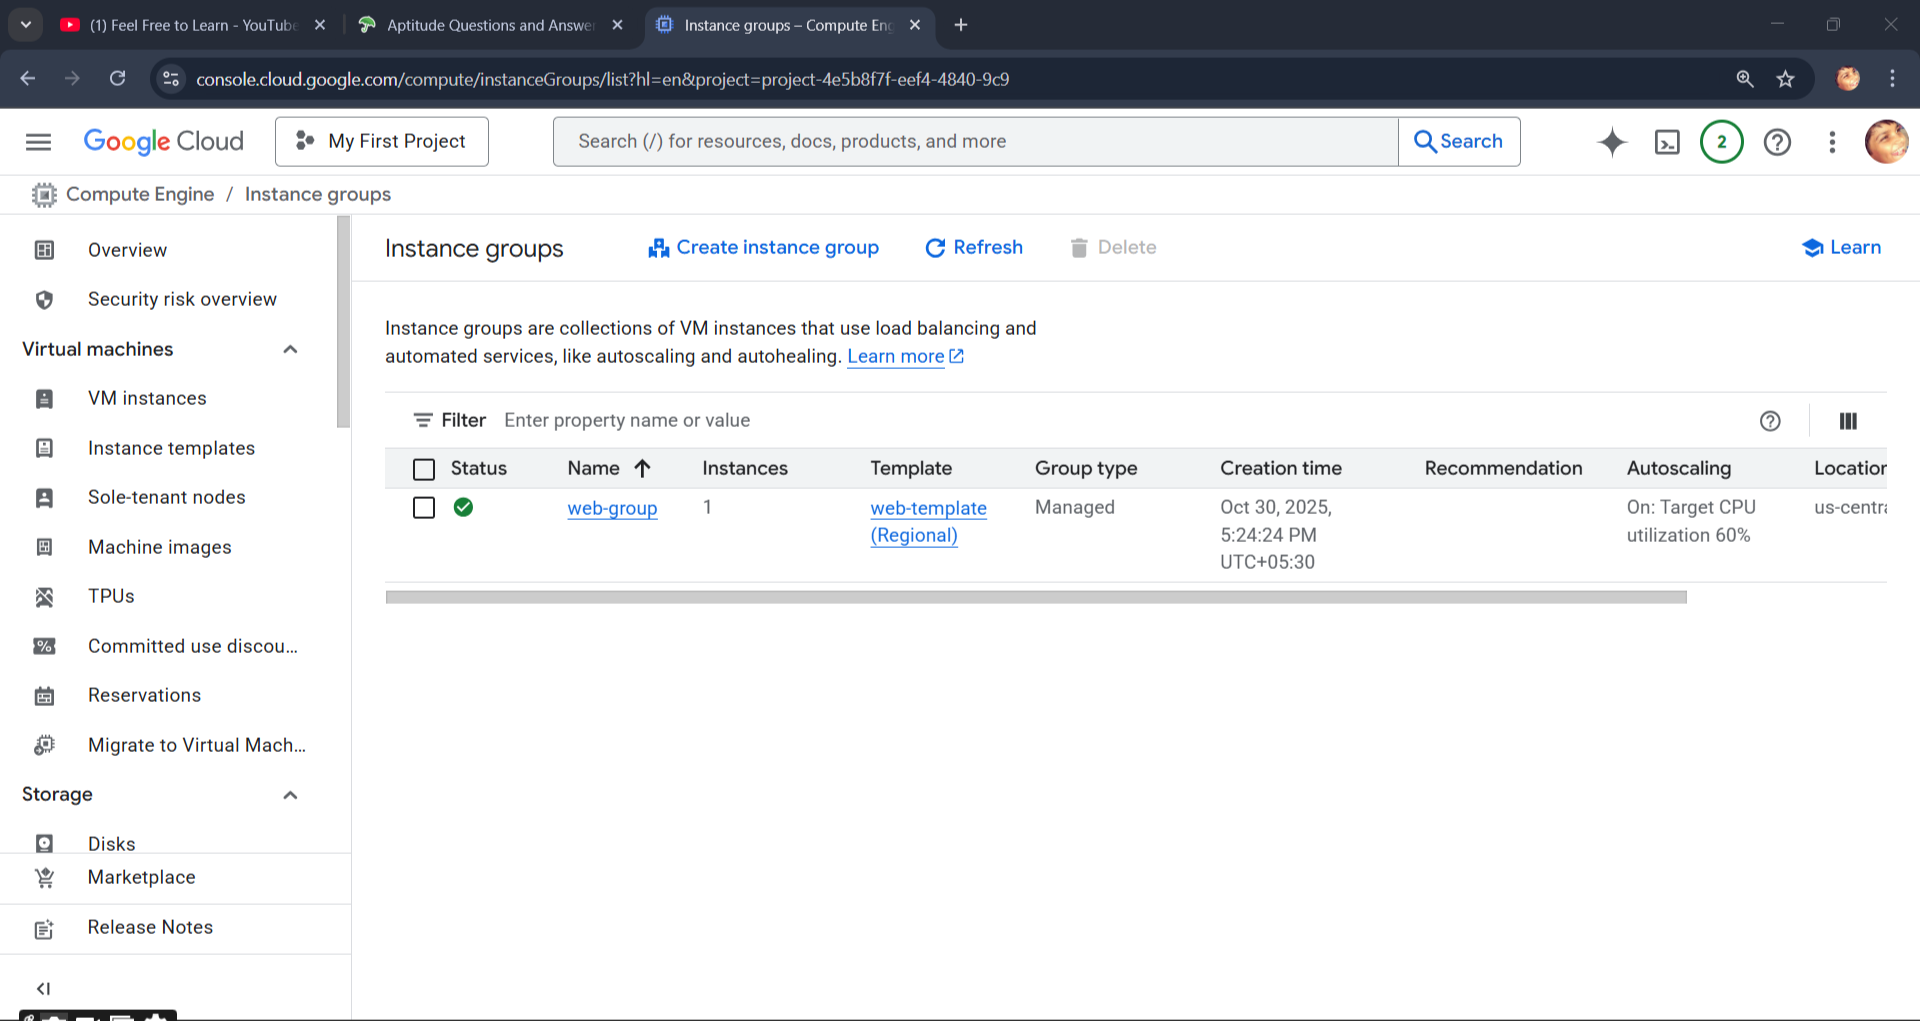 (1) Feel Free to Learn - YouTube
Aptitude Questions and Answer
Instance groups – Compute Eng
console.cloud.google.com/compute/instanceGroups/list?hl=en&project=project-4e5b8f7f-eef4-4840-9c9
Google Cloud
My First Project
Search (/) for resources, docs, products, and more
Search
2
Compute Engine / Instance groups
Overview
Security risk overview
Virtual machines
VM instances
Instance templates
Sole-tenant nodes
Machine images
TPUs
Committed use discou...
Reservations
Migrate to Virtual Mach...
Storage
Disks
Marketplace
Release Notes
Instance groups
Create instance group
Refresh
Delete
Learn
Instance groups are collections of VM instances that use load balancing and
automated services, like autoscaling and autohealing. Learn more
Filter Enter property name or value
Status Name Instances Template Group type Creation time Recommendation Autoscaling Location
web-group 1 web-template Managed Oct 30, 2025, On: Target CPU us-centra
(Regional) 5:24:24 PM utilization 60%
UTC+05:30